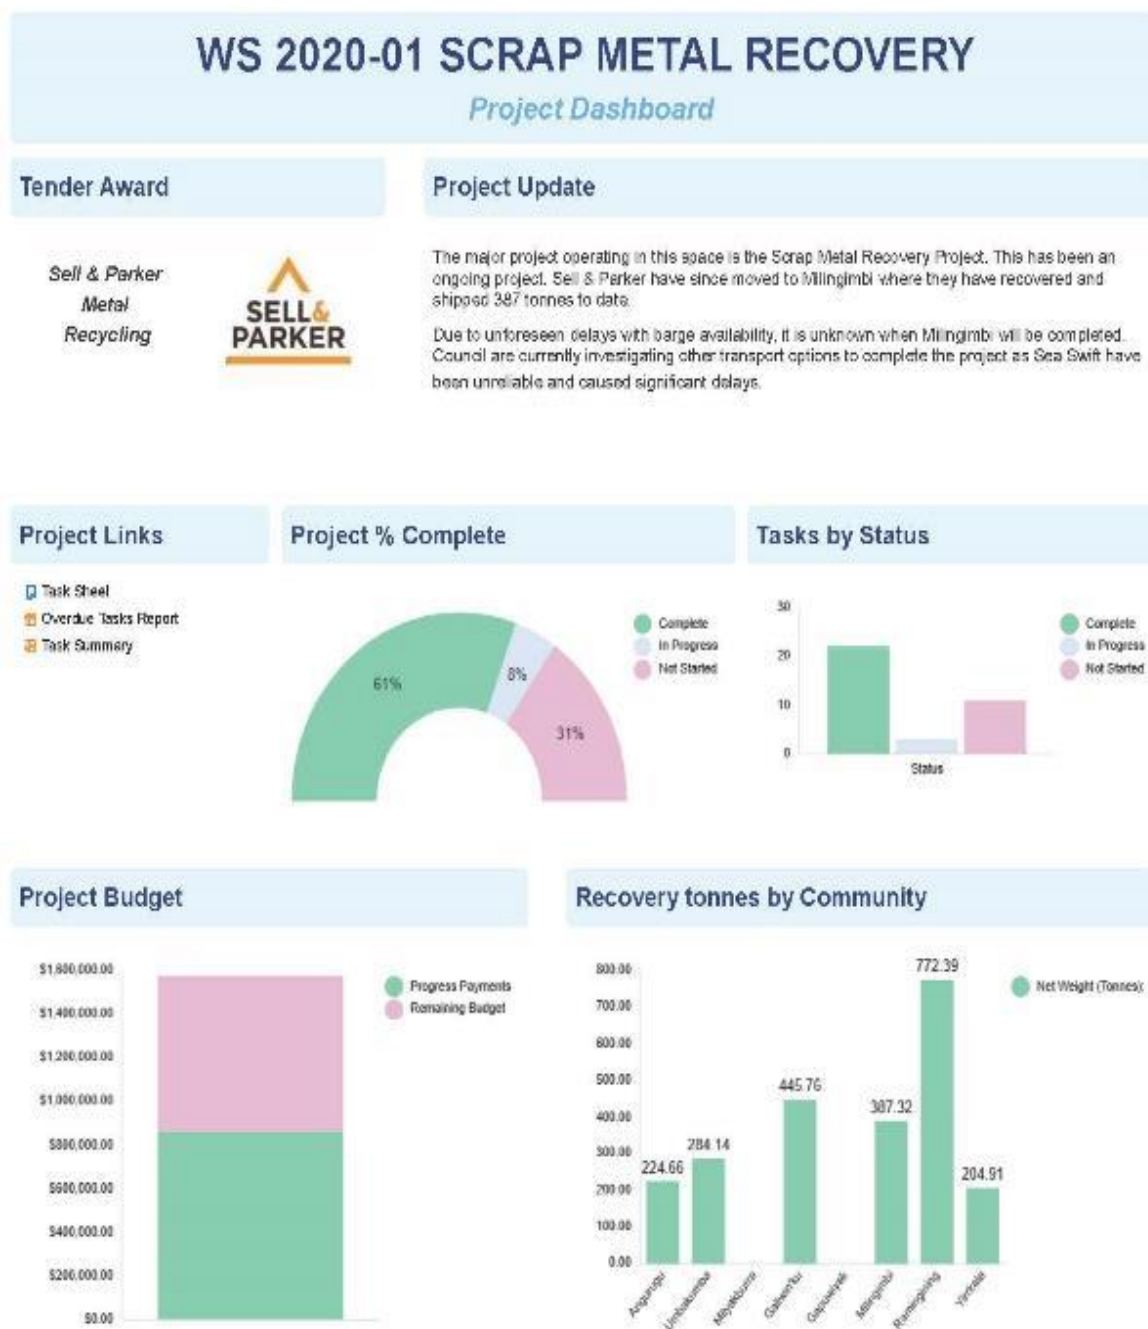 WS 2020-01 SCRAP METAL RECOVERY
Project Dashboard
Tender Award
Sell & Parker
Metal
Recycling
SELL&
PARKER
Project Update
The major project operating in this space is the Scrap Metal Recovery Project. This has been an
ongoing project. Sell & Parker have since moved to Milingimbi where they have recovered and
shipped 387 tonnes to date.
Due to unforeseen delays with barge availability, it is unknown when Milingimbi will be completed.
Council are currently investigating other transport options to complete the project as Sea Swift have
been unreliable and caused significant delays.
Project Links
Task Sheet
Overdue Tasks Report
Task Summary
Project % Complete
61%
8%
31%
Complete
In Progress
Not Started
Tasks by Status
30
20
10
0
Status
Complete
In Progress
Not Started
Project Budget
$1,600,000.00
$1,400,000.00
$1,200,000.00
$1,000,000.00
$800,000.00
$600,000.00
$400,000.00
$200,000.00
$0.00
Progress Payments
Remaining Budget
Recovery tonnes by Community
800.00
700.00
600.00
500.00
400.00
300.00
200.00
100.00
0.00
224.66
284.14
445.76
387.32
772.39
204.91
Angurugu
Umbakumba
Milyakburra
Galiwin'ku
Gapuwiyak
Milingimbi
Ramingining
Yirrkala
Net Weight (Tonnes):